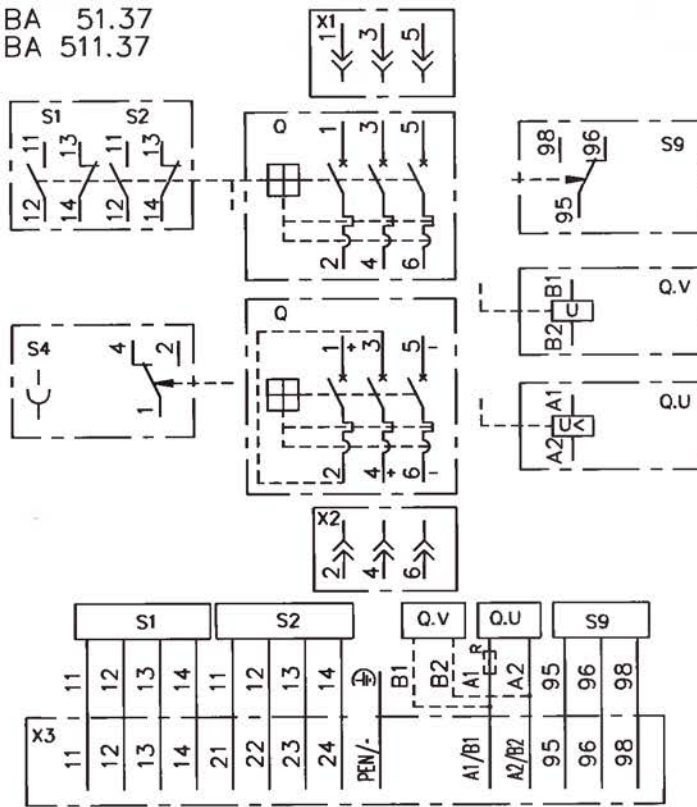 BA 51.37
BA 511.37
X1
1 3 5
S1 S2
11 13 11 13
12 14 12 14
Q
1 3 5
2 4 6
98 96 S9
95
B1 Q.V
U
B2
S4
4 2
1
Q
1 + 3 5 -
2 4 + 6 -
A1 Q.U
U<
A2
X2
2 4 6
S1 S2 Q.V Q.U S9
R
11 12 13 14 11 12 13 14 B1 B2 A1 A2 95 96 98
X3
11 12 13 14 21 22 23 24 PEN/- A1/B1 A2/B2 95 96 98